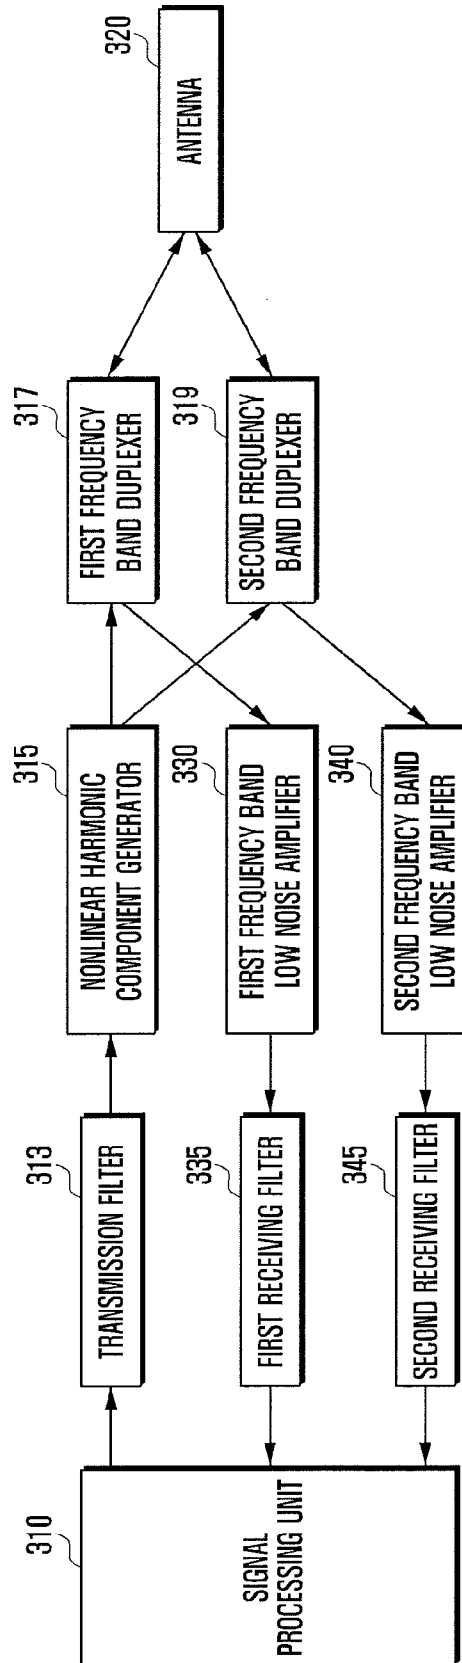 310
SIGNAL
PROCESSING UNIT
313
TRANSMISSION FILTER
315
NONLINEAR HARMONIC
COMPONENT GENERATOR
317
FIRST FREQUENCY
BAND DUPLEXER
320
ANTENNA
335
FIRST RECEIVING FILTER
330
FIRST FREQUENCY BAND
LOW NOISE AMPLIFIER
319
SECOND FREQUENCY
BAND DUPLEXER
345
SECOND RECEIVING FILTER
340
SECOND FREQUENCY BAND
LOW NOISE AMPLIFIER